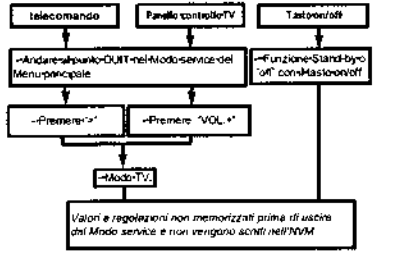 telecomando
Pannello controllo TV
Tasto on/off
-Andare al punto QUIT nel Modo service del
Menu principale
-Funzione Stand-by o
"off" con tasto on/off
-Premere ">"
-Premere "VOL.+"
-Modo TV.
Valori e regolazioni non memorizzati prima di uscire
dal Modo service e non vengono scritti nell'NVM